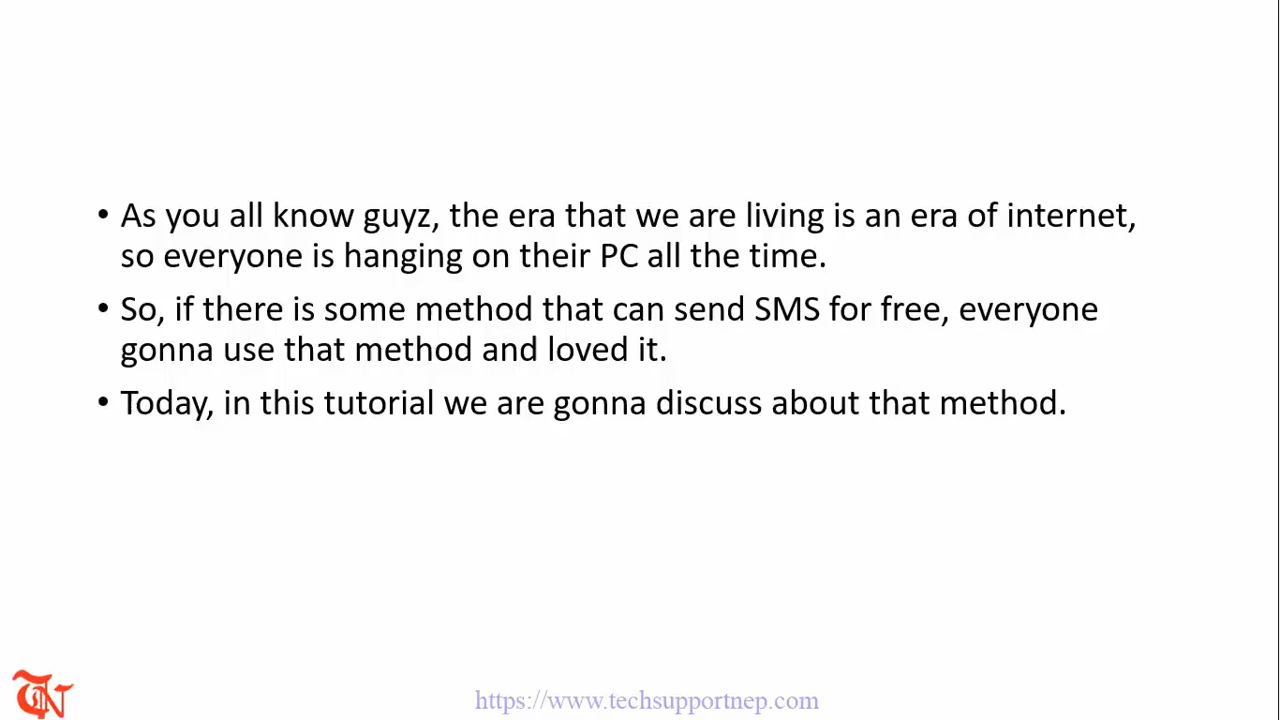 • As you all know guyz, the era that we are living is an era of internet,
so everyone is hanging on their PC all the time.
• So, if there is some method that can send SMS for free, everyone
gonna use that method and loved it.
• Today, in this tutorial we are gonna discuss about that method.
TSN
https://www.techsupportnep.com